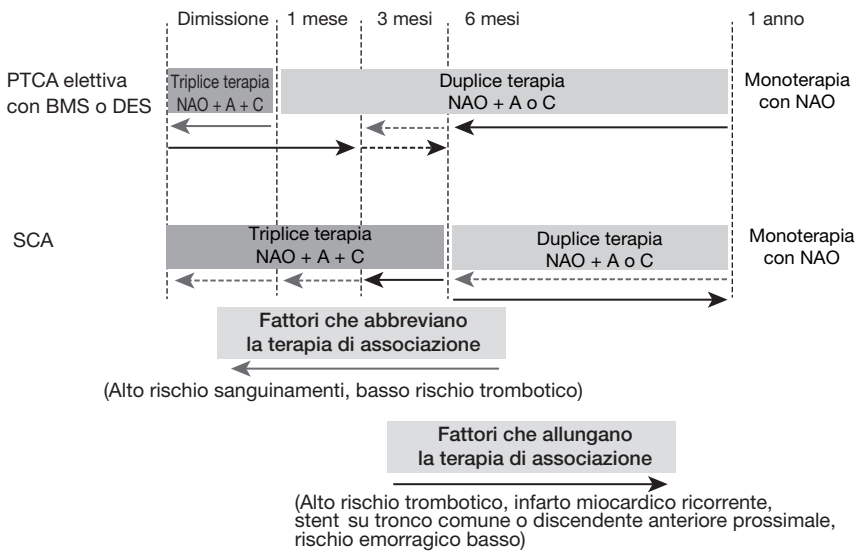 Dimissione 1 mese 3 mesi 6 mesi 1 anno
PTCA elettiva
con BMS o DES
Triplice terapia
NAO + A + C
Duplice terapia
NAO + A o C
Monoterapia
con NAO
SCA
Triplice terapia
NAO + A + C
Duplice terapia
NAO + A o C
Monoterapia
con NAO
Fattori che abbreviano
la terapia di associazione
(Alto rischio sanguinamenti, basso rischio trombotico)
Fattori che allungano
la terapia di associazione
(Alto rischio trombotico, infarto miocardico ricorrente,
stent su tronco comune o discendente anteriore prossimale,
rischio emorragico basso)